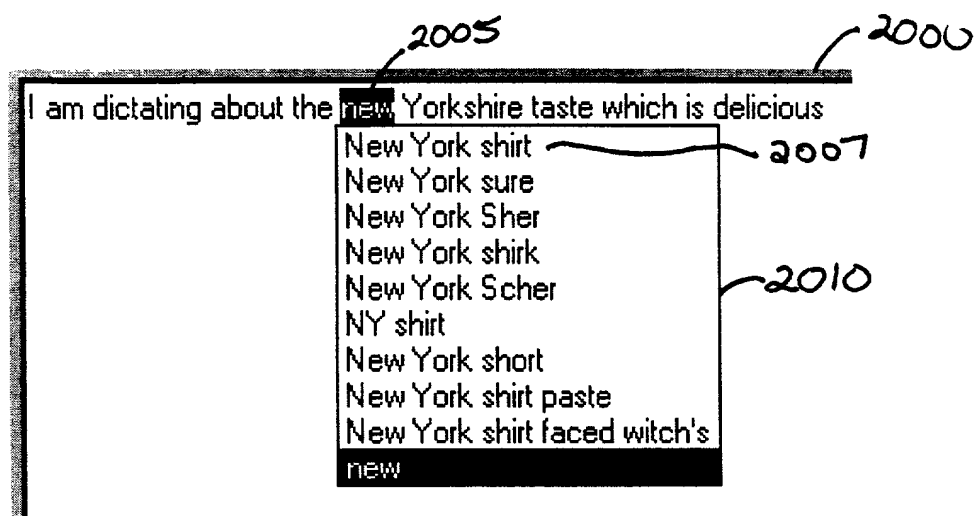 2005
2000
I am dictating about the new Yorkshire taste which is delicious
New York shirt
2007
New York sure
New York Sher
New York shirk
New York Scher
2010
NY shirt
New York short
New York shirt paste
New York shirt faced witch's
new